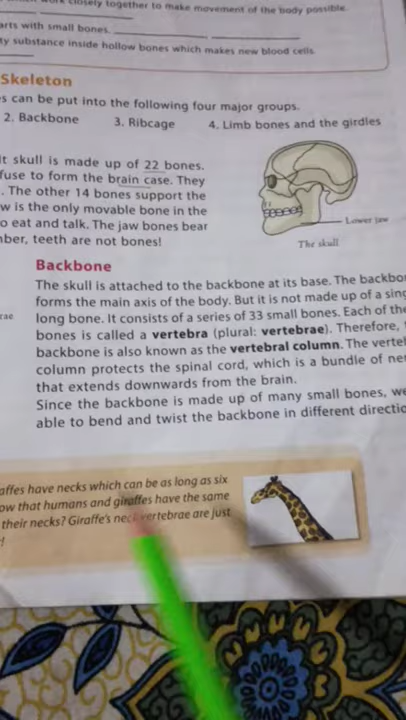 work closely together to make movement of the body possible.
arts with small bones.
ty substance inside hollow bones which makes new blood cells.
Skeleton
s can be put into the following four major groups.
2. Backbone 3. Ribcage 4. Limb bones and the girdles
t skull is made up of 22 bones.
fuse to form the brain case. They
. The other 14 bones support the
w is the only movable bone in the
o eat and talk. The jaw bones bear
ber, teeth are not bones!
Lower jaw
The skull
Backbone
The skull is attached to the backbone at its base. The backbo
forms the main axis of the body. But it is not made up of a sing
rae long bone. It consists of a series of 33 small bones. Each of the
bones is called a vertebra (plural: vertebrae). Therefore,
backbone is also known as the vertebral column. The verte
column protects the spinal cord, which is a bundle of ne
that extends downwards from the brain.
Since the backbone is made up of many small bones, we
able to bend and twist the backbone in different directio
affes have necks which can be as long as six
ow that humans and giraffes have the same
their necks? Giraffe's neck vertebrae are just
!